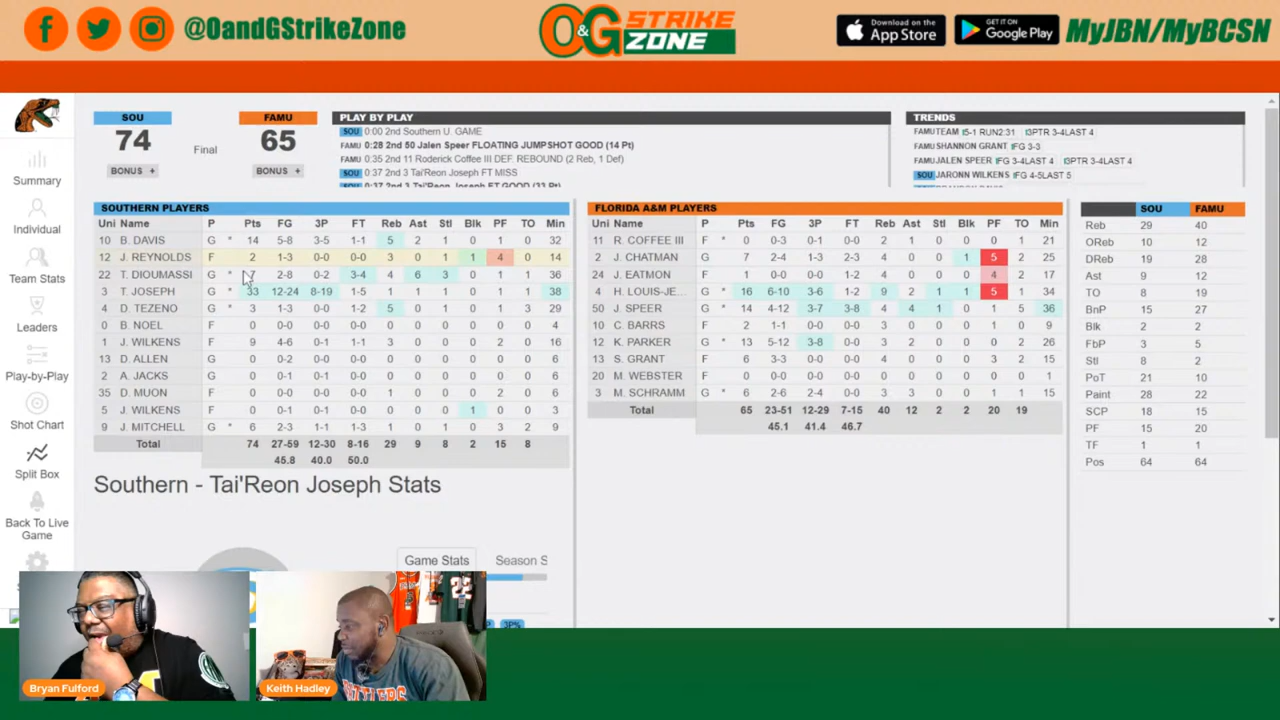 @OandGStrikeZone
O&G STRIKE ZONE
Download on the App Store
GET IT ON Google Play
MyJBN/MyBCSN
SOU FAMU
74 Final 65
BONUS + BONUS +
PLAY BY PLAY
SOU 0:00 2nd Southern U. GAME
FAMU 0:28 2nd 50 Jalen Speer FLOATING JUMPSHOT GOOD (14 Pt)
FAMU 0:35 2nd 11 Roderick Coffee III DEF. REBOUND (2 Reb, 1 Def)
SOU 0:37 2nd 3 Tai'Reon Joseph FT MISS
SOU 0:37 2nd 3 Tai'Reon Joseph FT GOOD (33 Pt)
TRENDS
FAMU SHANNON GRANT FG 3-3
FAMU JALEN SPEER FG 3-4 LAST 4 3PTR 3-4 LAST 4
SOU JARONN WILKENS FG 4-5 LAST 5
Summary
Individual
Team Stats
Leaders
Play-by-Play
Shot Chart
Split Box
Back To Live Game
SOUTHERN PLAYERS
Uni Name P Pts FG 3P FT Reb Ast Stl Blk PF TO Min
10 B. DAVIS G * 14 5-8 3-5 1-1 5 2 1 0 1 0 32
12 J. REYNOLDS F 2 1-3 0-0 0-0 3 0 1 1 4 0 14
22 T. DIOUMASSI G * 7 2-8 0-2 3-4 4 6 3 0 1 1 36
3 T. JOSEPH G * 33 12-24 8-19 1-5 1 1 1 0 1 1 38
4 D. TEZENO G * 3 1-3 0-0 1-2 5 0 1 0 1 3 29
0 B. NOEL F 0 0-0 0-0 0-0 0 0 0 0 0 0 4
1 J. WILKENS F 9 4-6 0-1 1-1 3 0 0 0 2 0 16
13 D. ALLEN G 0 0-2 0-0 0-0 0 0 0 0 0 0 6
2 A. JACKS G 0 0-1 0-1 0-0 0 0 0 0 0 0 6
35 D. MUON F 0 0-0 0-0 0-0 1 0 0 0 2 0 6
5 J. WILKENS F 0 0-1 0-1 0-0 0 0 0 1 0 0 3
9 J. MITCHELL G * 6 2-3 1-1 1-3 1 0 1 0 3 2 9
Total 74 27-59 12-30 8-16 29 9 8 2 15 8
45.8 40.0 50.0
FLORIDA A&M PLAYERS
Uni Name P Pts FG 3P FT Reb Ast Stl Blk PF TO Min
11 R. COFFEE III F * 0 0-3 0-1 0-0 2 1 0 0 0 1 21
2 J. CHATMAN F * 7 2-4 1-3 2-3 4 0 0 1 5 2 25
24 J. EATMON F 1 0-0 0-0 1-2 4 0 0 0 4 2 17
4 H. LOUIS-JE... G * 16 6-10 3-6 1-2 9 2 1 1 5 1 34
50 J. SPEER G * 14 4-12 3-7 3-8 4 4 1 0 1 5 36
10 C. BARRS F 2 1-1 0-0 0-0 3 0 0 0 1 0 9
12 K. PARKER G * 13 5-12 3-8 0-0 3 2 0 0 0 2 26
13 S. GRANT F 6 3-3 0-0 0-0 4 0 0 0 3 2 15
20 M. WEBSTER F 0 0-0 0-0 0-0 1 0 0 0 0 1 4
3 M. SCHRAMM G * 6 2-6 2-4 0-0 3 3 0 0 1 1 15
Total 65 23-51 12-29 7-15 40 12 2 2 20 19
45.1 41.4 46.7
SOU FAMU
Reb 29 40
OReb 10 12
DReb 19 28
Ast 9 12
TO 8 19
BnP 15 27
Blk 2 2
FbP 3 5
Stl 8 2
PoT 21 10
Paint 28 22
SCP 18 15
PF 15 20
TF 1 1
Pos 64 64
Southern - Tai'Reon Joseph Stats
Game Stats Season S
3P%
Bryan Fulford
Keith Hadley
RATTLERS